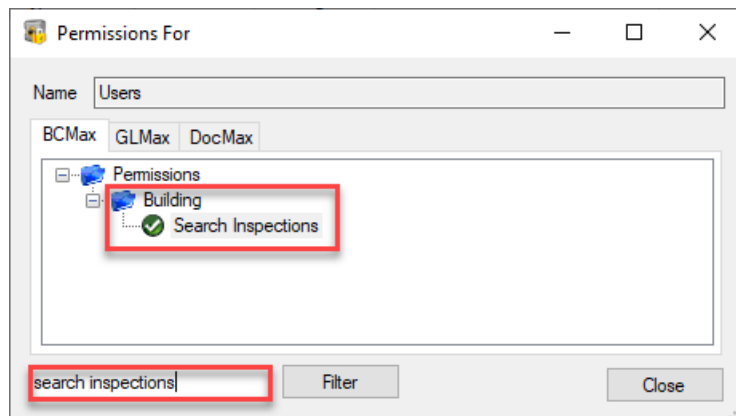 Permissions For
Name Users
BCMax GLMax DocMax
Permissions
Building
Search Inspections
search inspections Filter Close